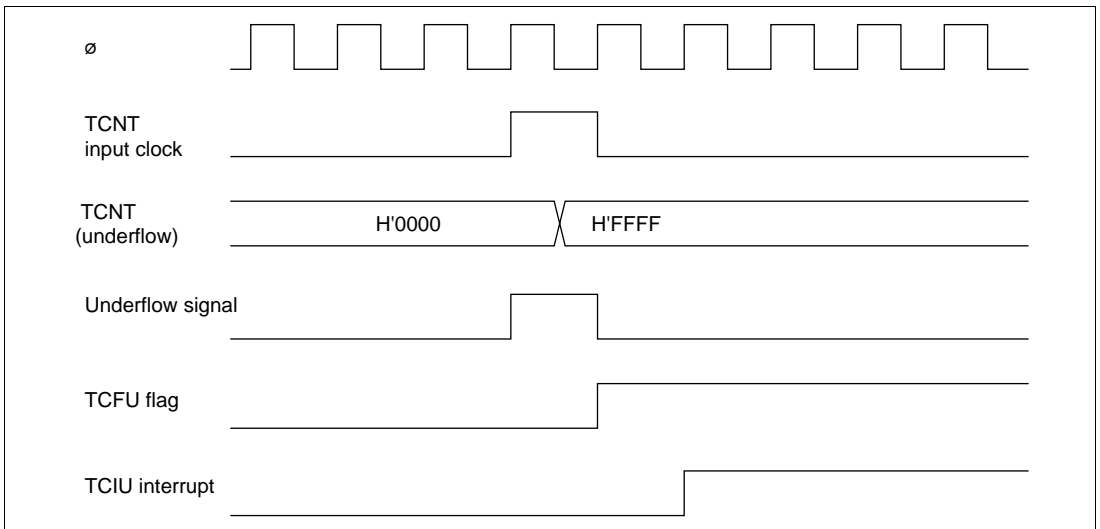 ø
TCNT
input clock
TCNT
(underflow)
H'0000 H'FFFF
Underflow signal
TCFU flag
TCIU interrupt